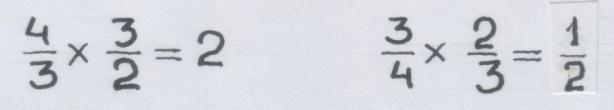 4/3 × 3/2 = 2    3/4 × 2/3 = 1/2